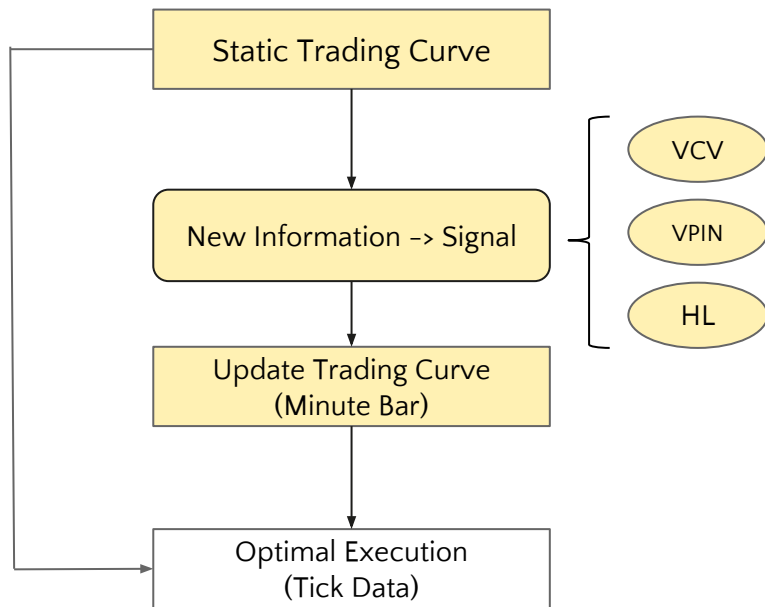 Static Trading Curve
VCV
New Information -> Signal
VPIN
HL
Update Trading Curve
(Minute Bar)
Optimal Execution
(Tick Data)